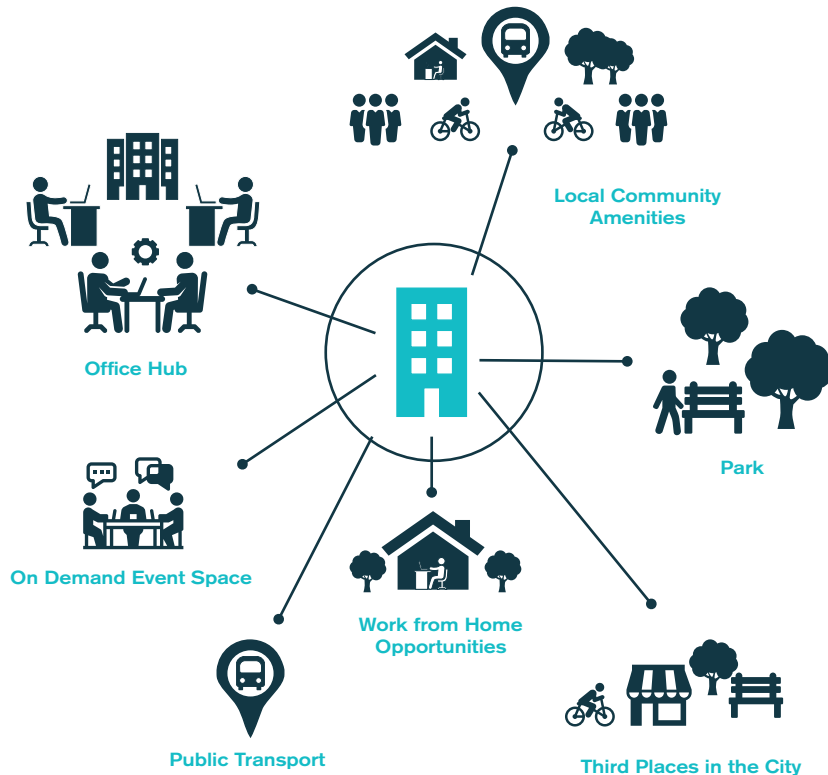 Local Community
Amenities
Office Hub
Park
On Demand Event Space
Work from Home
Opportunities
Public Transport
Third Places in the City